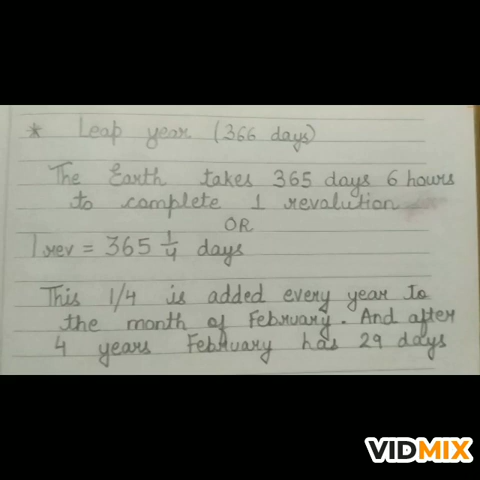 * Leap year (366 days)
The Earth takes 365 days 6 hours
to complete 1 revalution
OR
1 rev = 365 1/4 days
This 1/4 is added every year to
the month of February. And after
4 years February has 29 days
VIDMIX